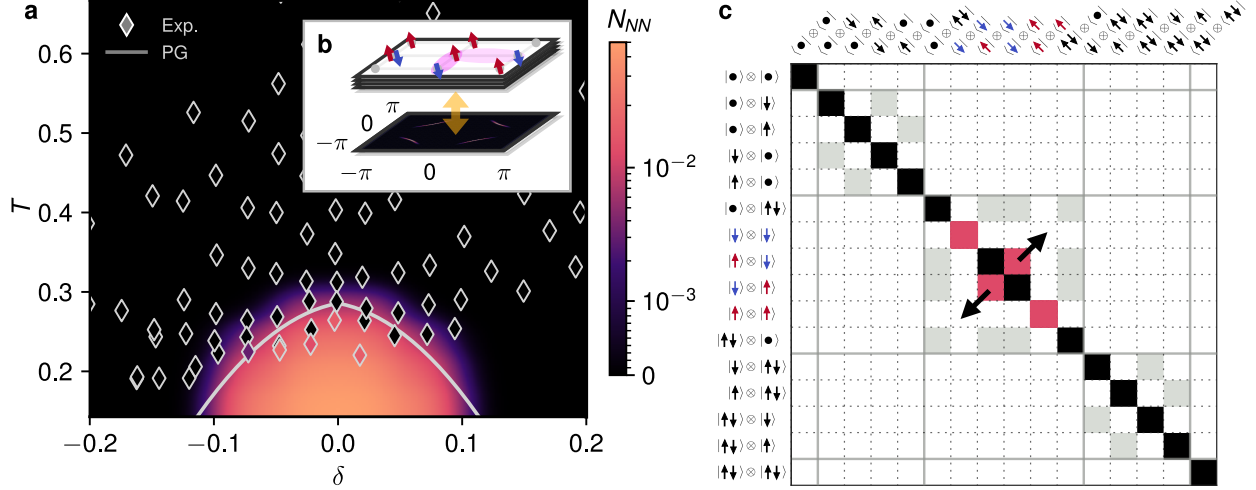 a
Exp.
PG
T
0.6
0.5
0.4
0.3
0.2
−0.2
−0.1
0.0
0.1
0.2
δ
b
π
0
−π
−π
0
π
N_NN
10⁻²
10⁻³
0
c
⟨●| ⊗ ⟨●|
⟨●| ⊗ ⟨↓|
⟨●| ⊗ ⟨↑|
⟨↓| ⊗ ⟨●|
⟨↑| ⊗ ⟨●|
⟨●| ⊗ ⟨↑↓|
⟨↓| ⊗ ⟨↓|
⟨↑| ⊗ ⟨↓|
⟨↓| ⊗ ⟨↑|
⟨↑| ⊗ ⟨↑|
⟨↑↓| ⊗ ⟨●|
⟨↓| ⊗ ⟨↑↓|
⟨↑| ⊗ ⟨↑↓|
⟨↑↓| ⊗ ⟨↓|
⟨↑↓| ⊗ ⟨↑|
⟨↑↓| ⊗ ⟨↑↓|
|●⟩ ⊗ |●⟩
|●⟩ ⊗ |↓⟩
|●⟩ ⊗ |↑⟩
|↓⟩ ⊗ |●⟩
|↑⟩ ⊗ |●⟩
|●⟩ ⊗ |↑↓⟩
|↓⟩ ⊗ |↓⟩
|↑⟩ ⊗ |↓⟩
|↓⟩ ⊗ |↑⟩
|↑⟩ ⊗ |↑⟩
|↑↓⟩ ⊗ |●⟩
|↓⟩ ⊗ |↑↓⟩
|↑⟩ ⊗ |↑↓⟩
|↑↓⟩ ⊗ |↓⟩
|↑↓⟩ ⊗ |↑⟩
|↑↓⟩ ⊗ |↑↓⟩